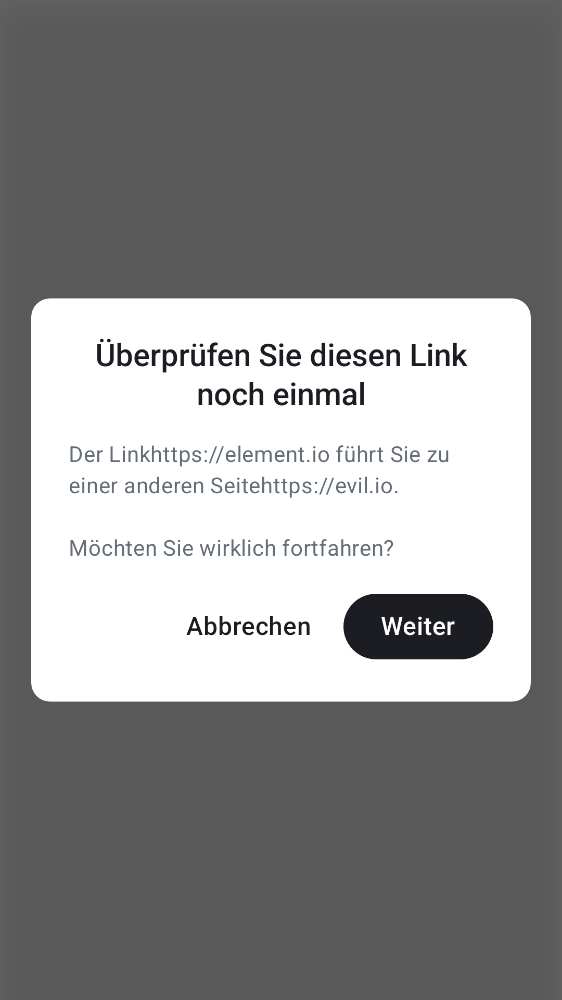 Überprüfen Sie diesen Link
noch einmal
Der Linkhttps://element.io führt Sie zu
einer anderen Seitehttps://evil.io.
Möchten Sie wirklich fortfahren?
Abbrechen Weiter